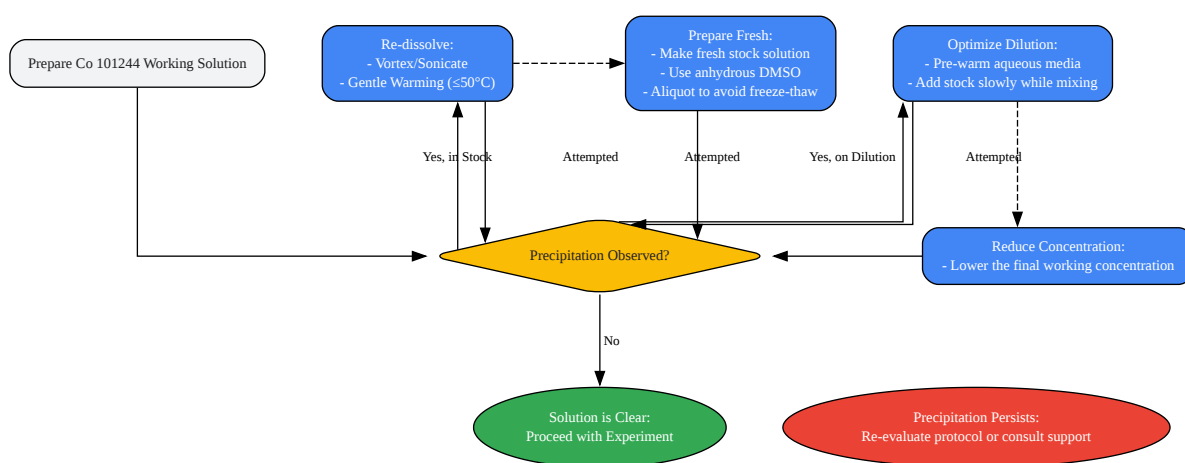 Prepare Co 101244 Working Solution
Re-dissolve:
- Vortex/Sonicate
- Gentle Warming (≤50°C)
Prepare Fresh:
- Make fresh stock solution
- Use anhydrous DMSO
- Aliquot to avoid freeze-thaw
Optimize Dilution:
- Pre-warm aqueous media
- Add stock slowly while mixing
Yes, in Stock
Attempted
Attempted
Yes, on Dilution
Attempted
Precipitation Observed?
Reduce Concentration:
- Lower the final working concentration
No
Solution is Clear:
Proceed with Experiment
Precipitation Persists:
Re-evaluate protocol or consult support